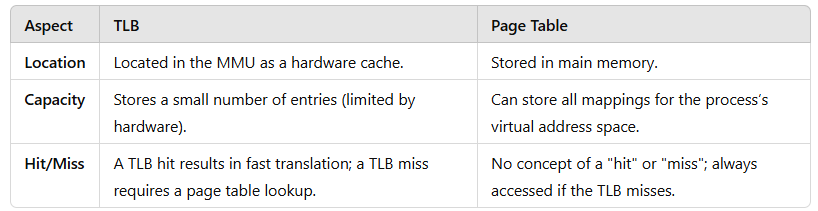 Aspect TLB Page Table
Location Located in the MMU as a hardware cache. Stored in main memory.
Capacity Stores a small number of entries (limited by Can store all mappings for the process’s
hardware). virtual address space.
Hit/Miss A TLB hit results in fast translation; a TLB miss No concept of a "hit" or "miss"; always
requires a page table lookup. accessed if the TLB misses.